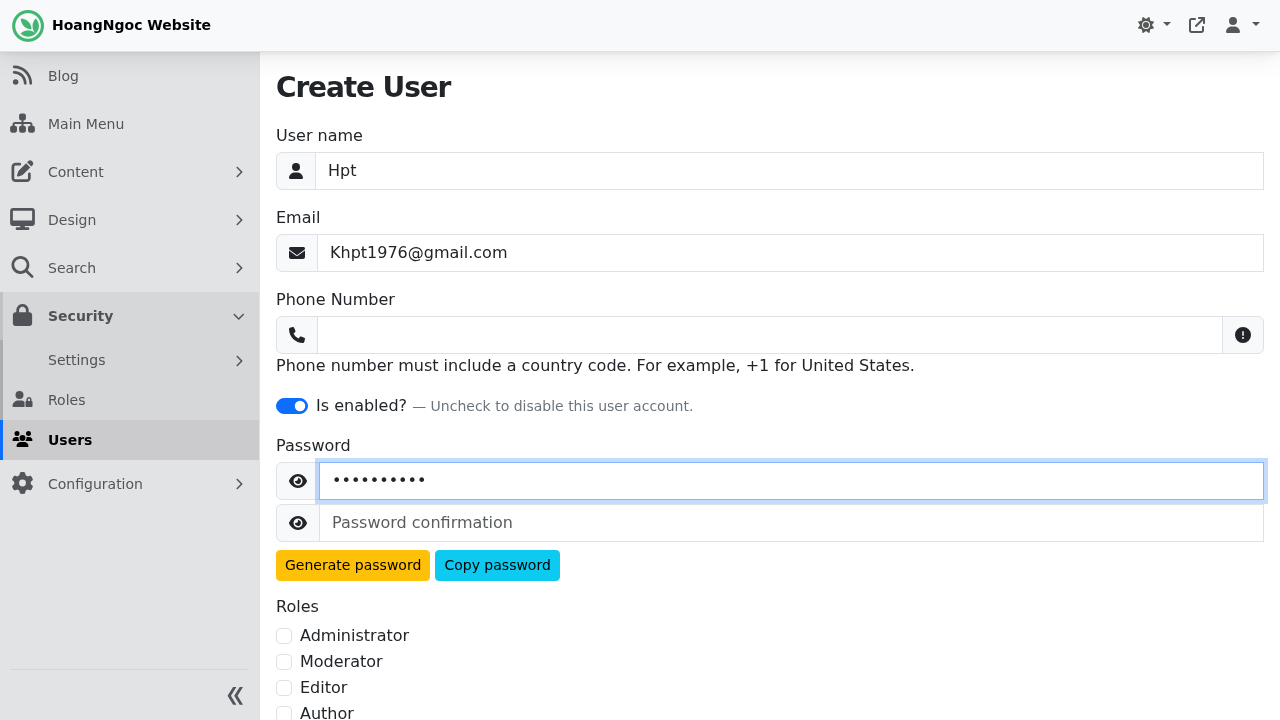 HoangNgoc Website
Blog
Main Menu
Content
Design
Search
Security
Settings
Roles
Users
Configuration
Create User
User name
Hpt
Email
Khpt1976@gmail.com
Phone Number
Phone number must include a country code. For example, +1 for United States.
Is enabled? — Uncheck to disable this user account.
Password
••••••••••
Password confirmation
Generate password Copy password
Roles
Administrator
Moderator
Editor
Author